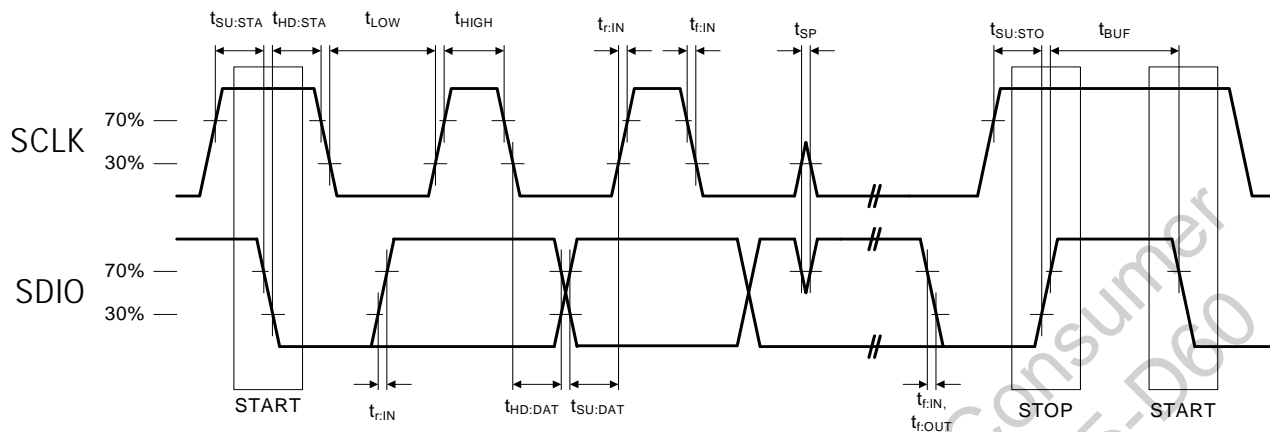 tSU:STA tHD:STA tLOW tHIGH tr:IN tf:IN tSP tSU:STO tBUF
SCLK
70%
30%
SDIO
70%
30%
START
tr:IN
tHD:DAT tSU:DAT
tf:IN,
tf:OUT
STOP
START
Consumer